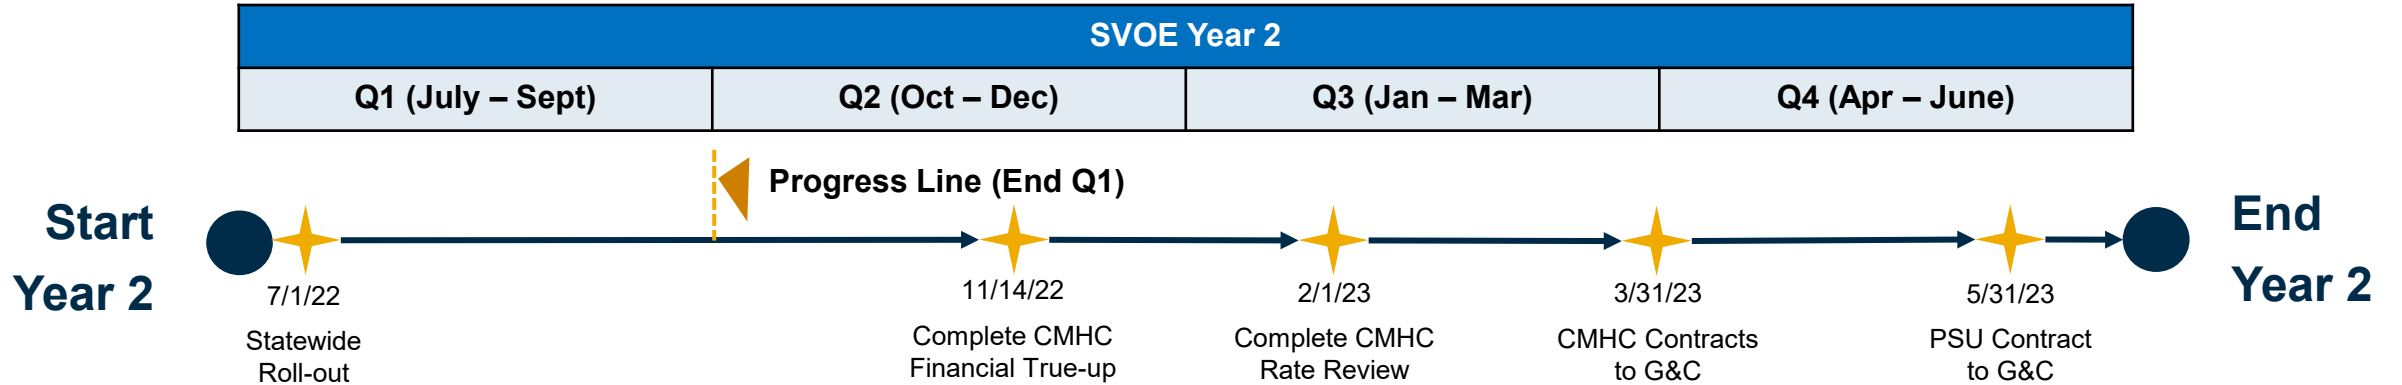 SVOE Year 2
Q1 (July – Sept)
Q2 (Oct – Dec)
Q3 (Jan – Mar)
Q4 (Apr – June)
Progress Line (End Q1)
Start
Year 2
End
Year 2
7/1/22
Statewide
Roll-out
11/14/22
Complete CMHC
Financial True-up
2/1/23
Complete CMHC
Rate Review
3/31/23
CMHC Contracts
to G&C
5/31/23
PSU Contract
to G&C